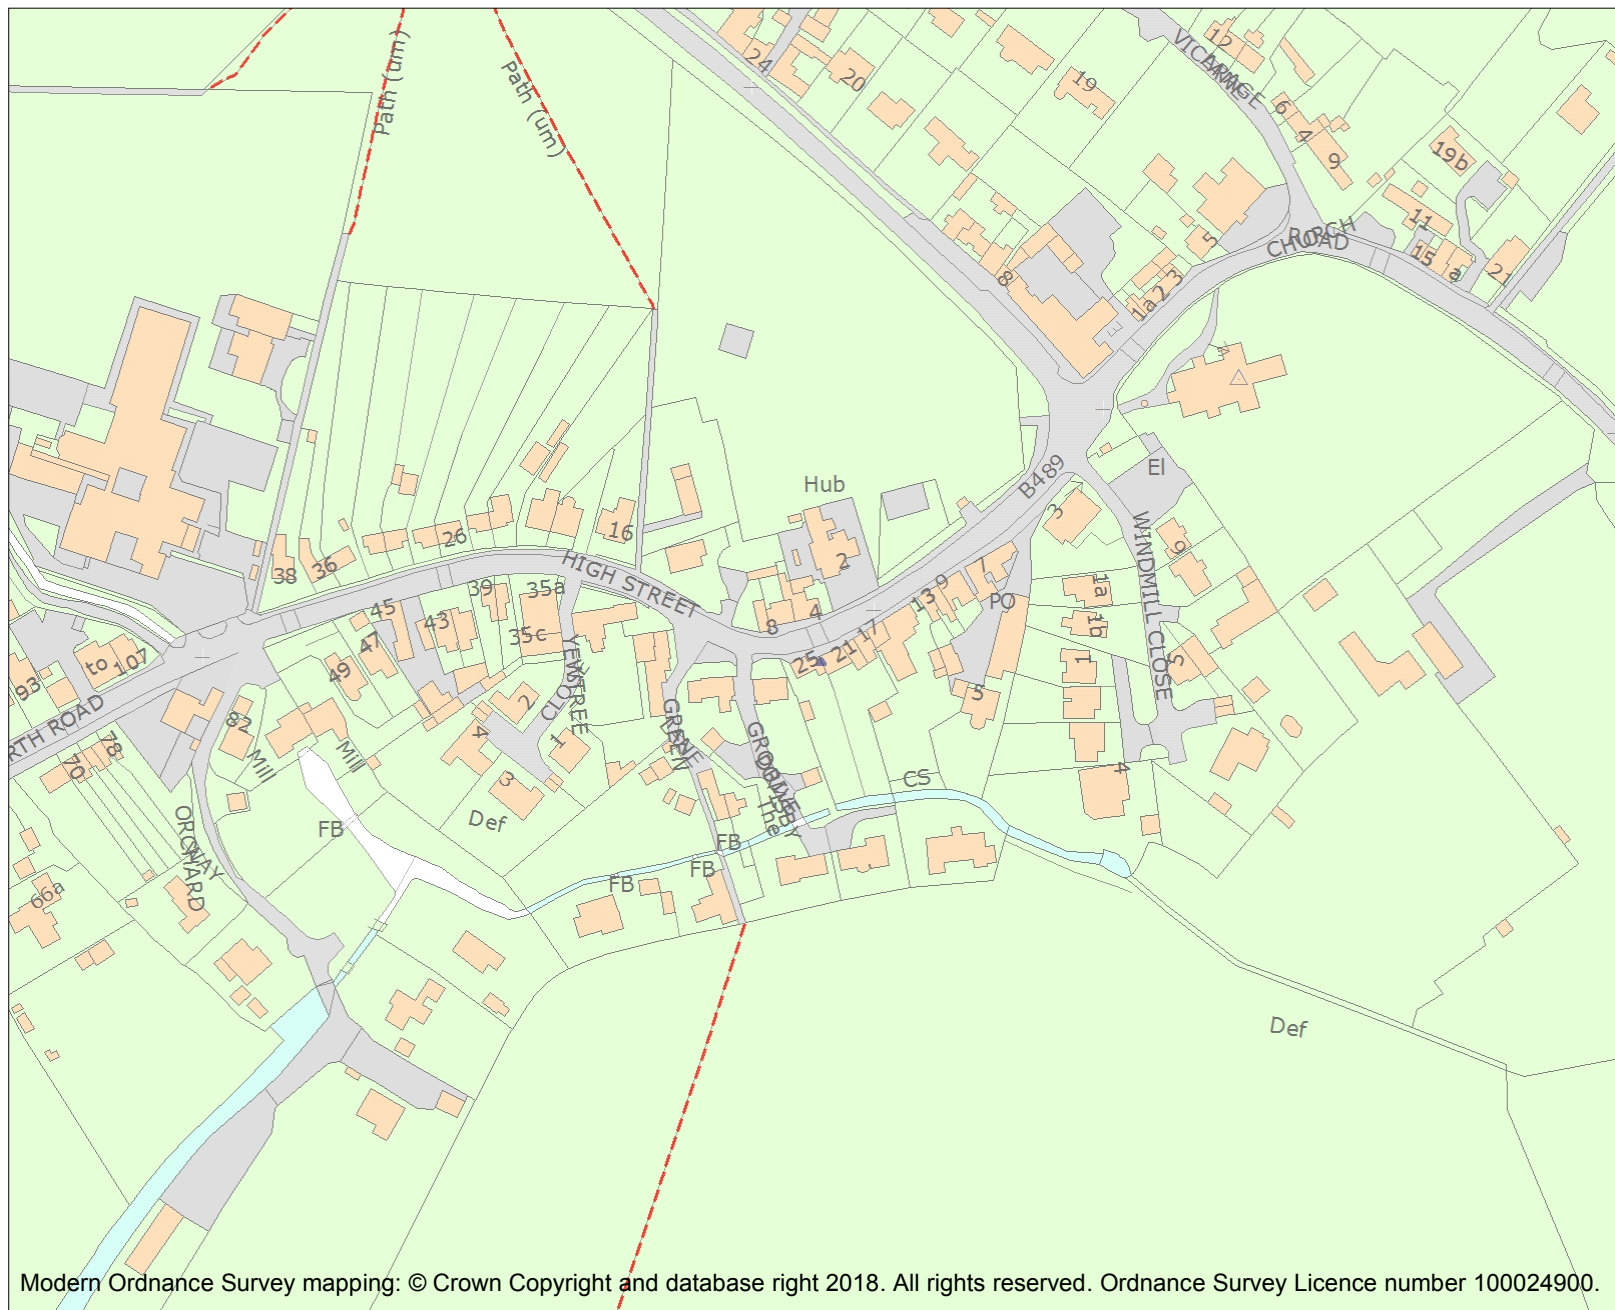 Path (um)
Path (um)
24
20
19
12
VICARAGE
6
4
9
19b
11
15
a
21
CHURCH
ROAD
5
3
2
1a
8
B489
El
Hub
2
16
26
36
38
HIGH STREET
39
35a
35c
45
43
47
49
4
8
25
21
17
13
9
7
PO
3
9
1a
1b
1
5
WINDMILL CLOSE
5
4
YEWTREE
CLOSE
2
4
3
1
GREEN
LANE
The
CS
to
107
93
82
78
70
Mill
Mill
FB
Def
FB
FB
FB
ORCHARD
WAY
66a
Def
Modern Ordnance Survey mapping: © Crown Copyright and database right 2018. All rights reserved. Ordnance Survey Licence number 100024900.